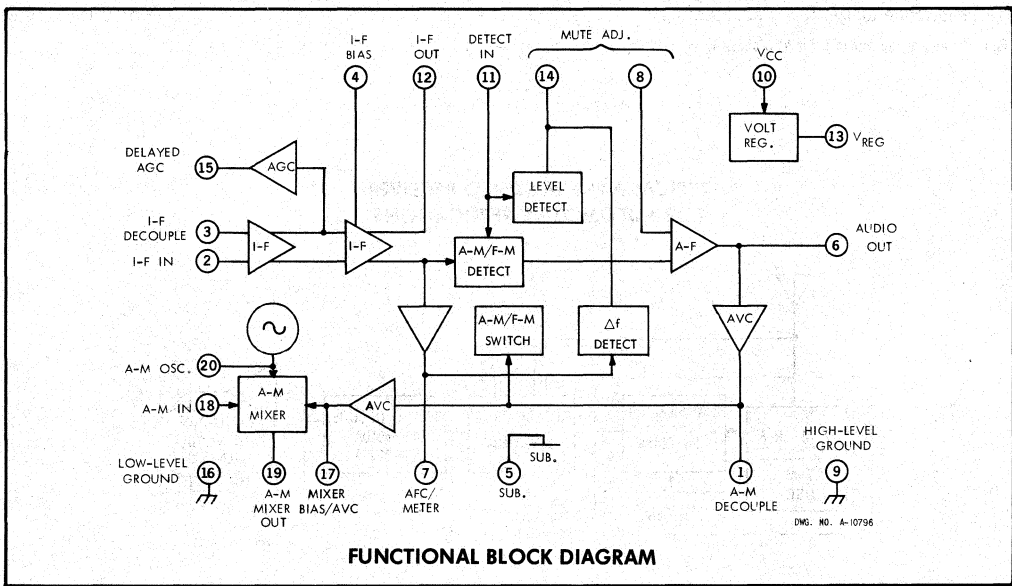 I-F BIAS
4
I-F OUT
12
DETECT IN
11
MUTE ADJ.
14
8
VCC
10
VOLT REG.
13
VREG
DELAYED AGC
15
AGC
LEVEL DETECT
I-F DECOUPLE
3
I-F IN
2
I-F
I-F
A-M/F-M DETECT
A-F
6
AUDIO OUT
A-M/F-M SWITCH
Δf DETECT
AVC
A-M OSC.
20
A-M IN
18
A-M MIXER
AVC
LOW-LEVEL GROUND
16
19
A-M MIXER OUT
17
MIXER BIAS/AVC
7
AFC/METER
5
SUB.
SUB.
1
A-M DECOUPLE
HIGH-LEVEL GROUND
9
DWG. NO. A-10796
FUNCTIONAL BLOCK DIAGRAM